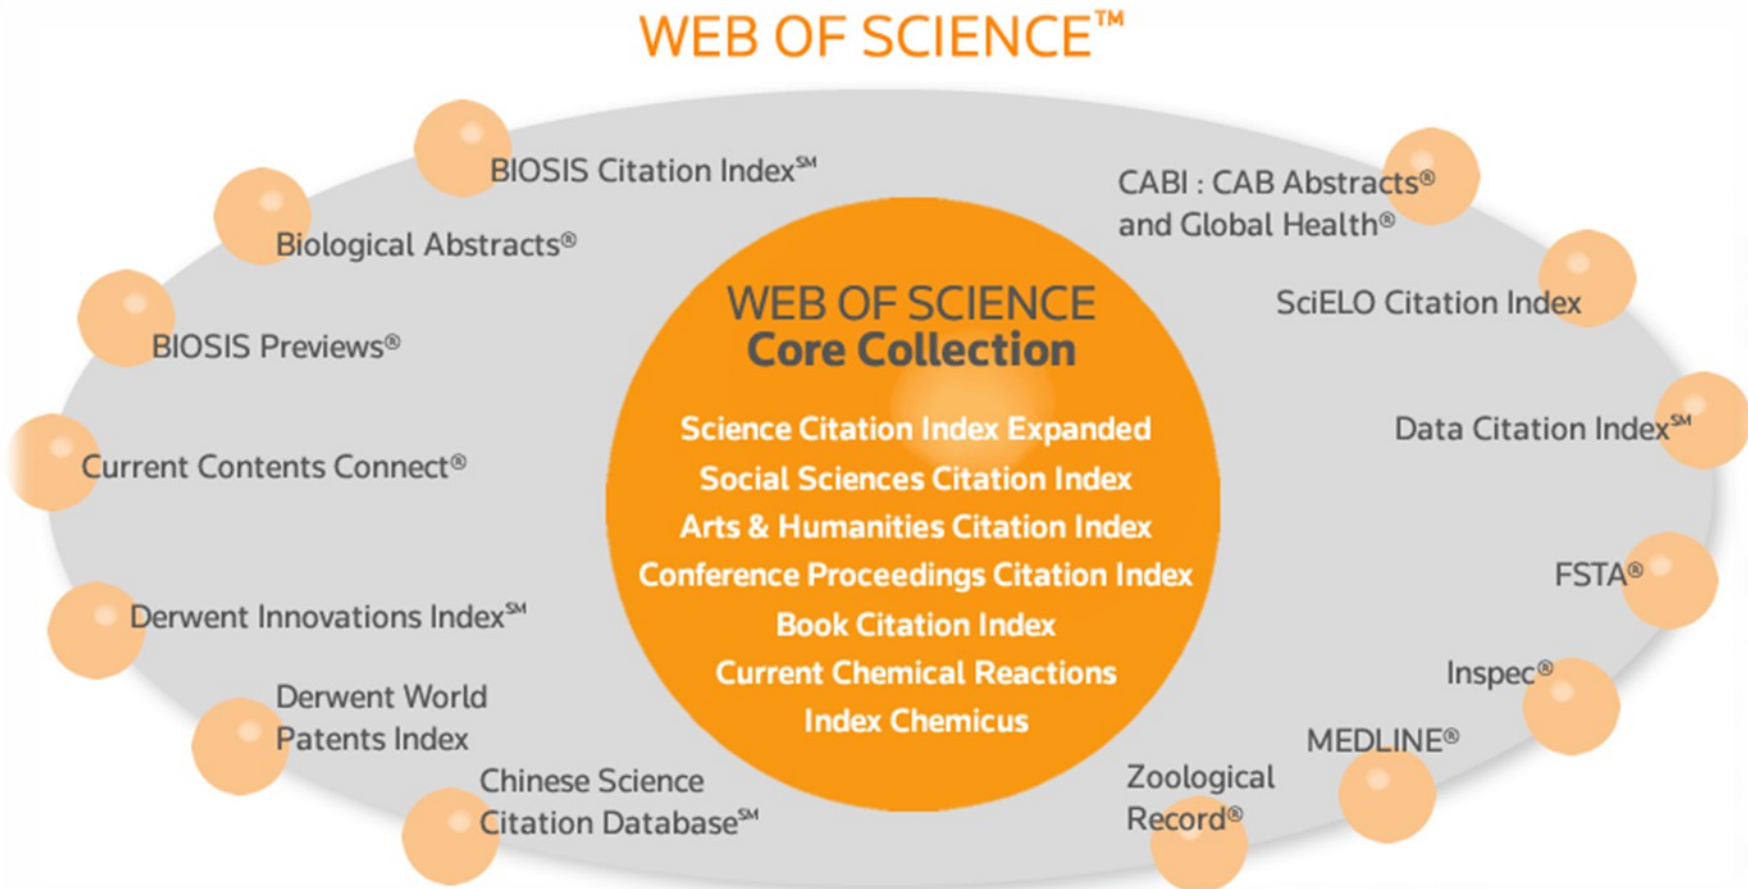 WEB OF SCIENCE™
BIOSIS Citation Index℠
Biological Abstracts®
BIOSIS Previews®
Current Contents Connect®
Derwent Innovations Index℠
Derwent World
Patents Index
Chinese Science
Citation Database℠
WEB OF SCIENCE
Core Collection
Science Citation Index Expanded
Social Sciences Citation Index
Arts & Humanities Citation Index
Conference Proceedings Citation Index
Book Citation Index
Current Chemical Reactions
Index Chemicus
CABI : CAB Abstracts®
and Global Health®
SciELO Citation Index
Data Citation Index℠
FSTA®
Inspec®
MEDLINE®
Zoological
Record®